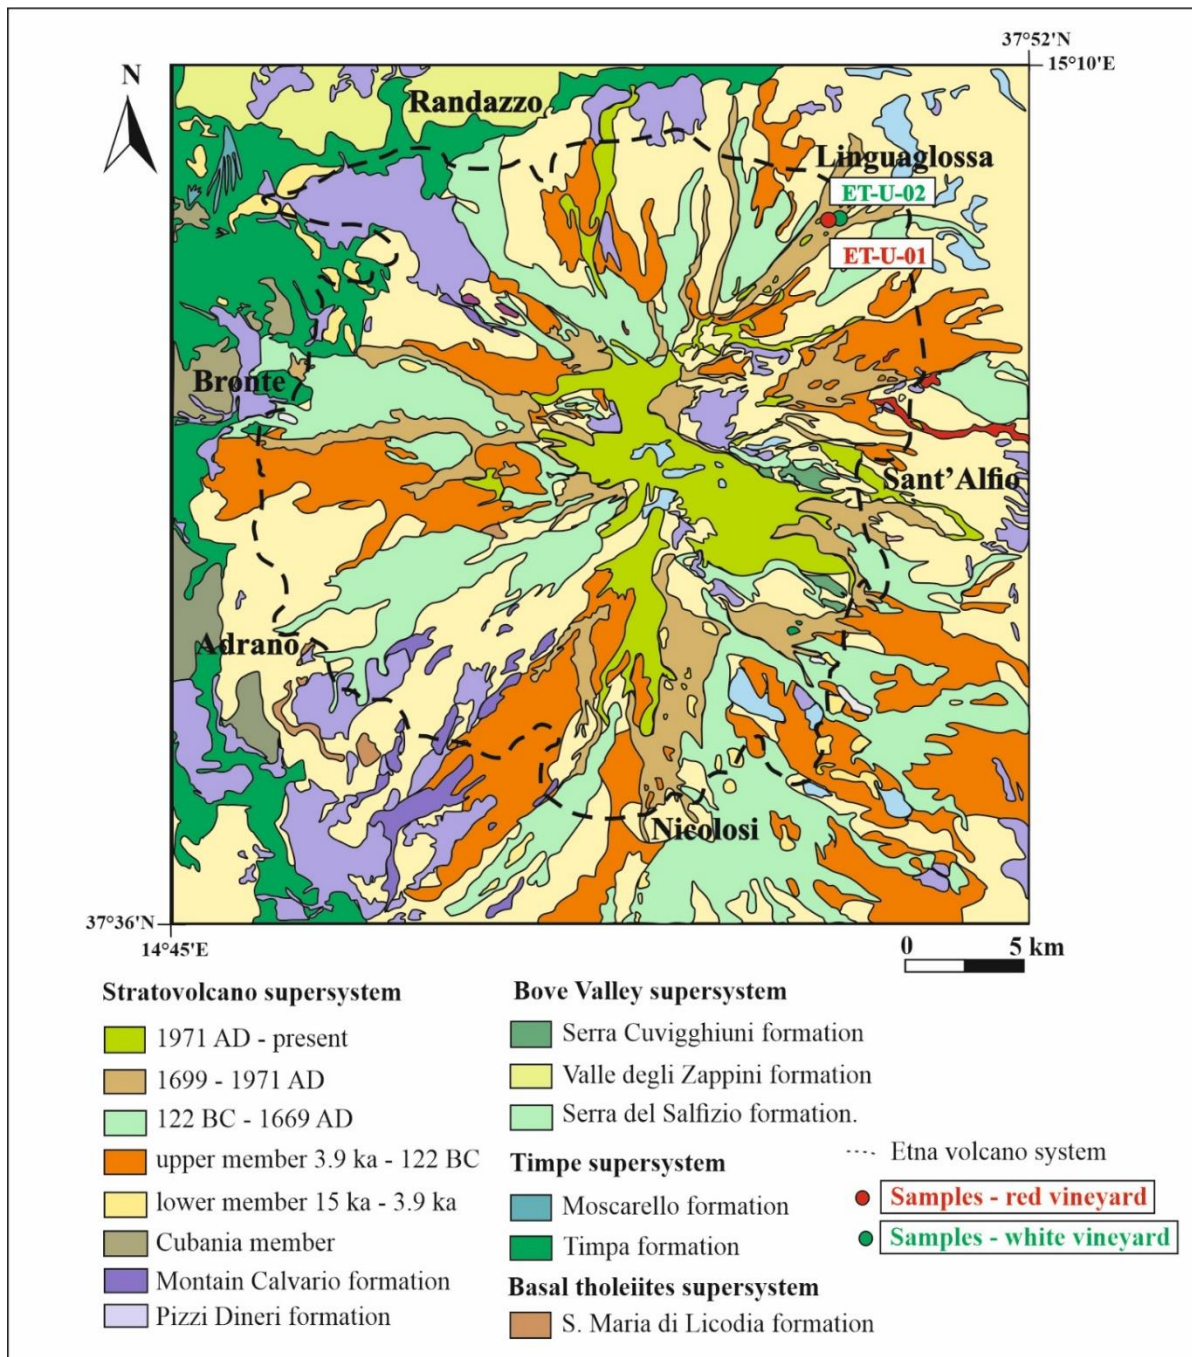 37°52'N
15°10'E
N
Randazzo
Linguaglossa
ET-U-02
ET-U-01
Bronte
Sant'Alfio
Adrano
Nicolosi
37°36'N
14°45'E
0 5 km
Stratovolcano supersystem
1971 AD - present
1699 - 1971 AD
122 BC - 1669 AD
upper member 3.9 ka - 122 BC
lower member 15 ka - 3.9 ka
Cubania member
Montain Calvario formation
Pizzi Dineri formation
Bove Valley supersystem
Serra Cuvigghiuni formation
Valle degli Zappini formation
Serra del Salfizio formation.
Timpe supersystem
Moscarello formation
Timpa formation
Basal tholeiites supersystem
S. Maria di Licodia formation
Etna volcano system
Samples - red vineyard
Samples - white vineyard